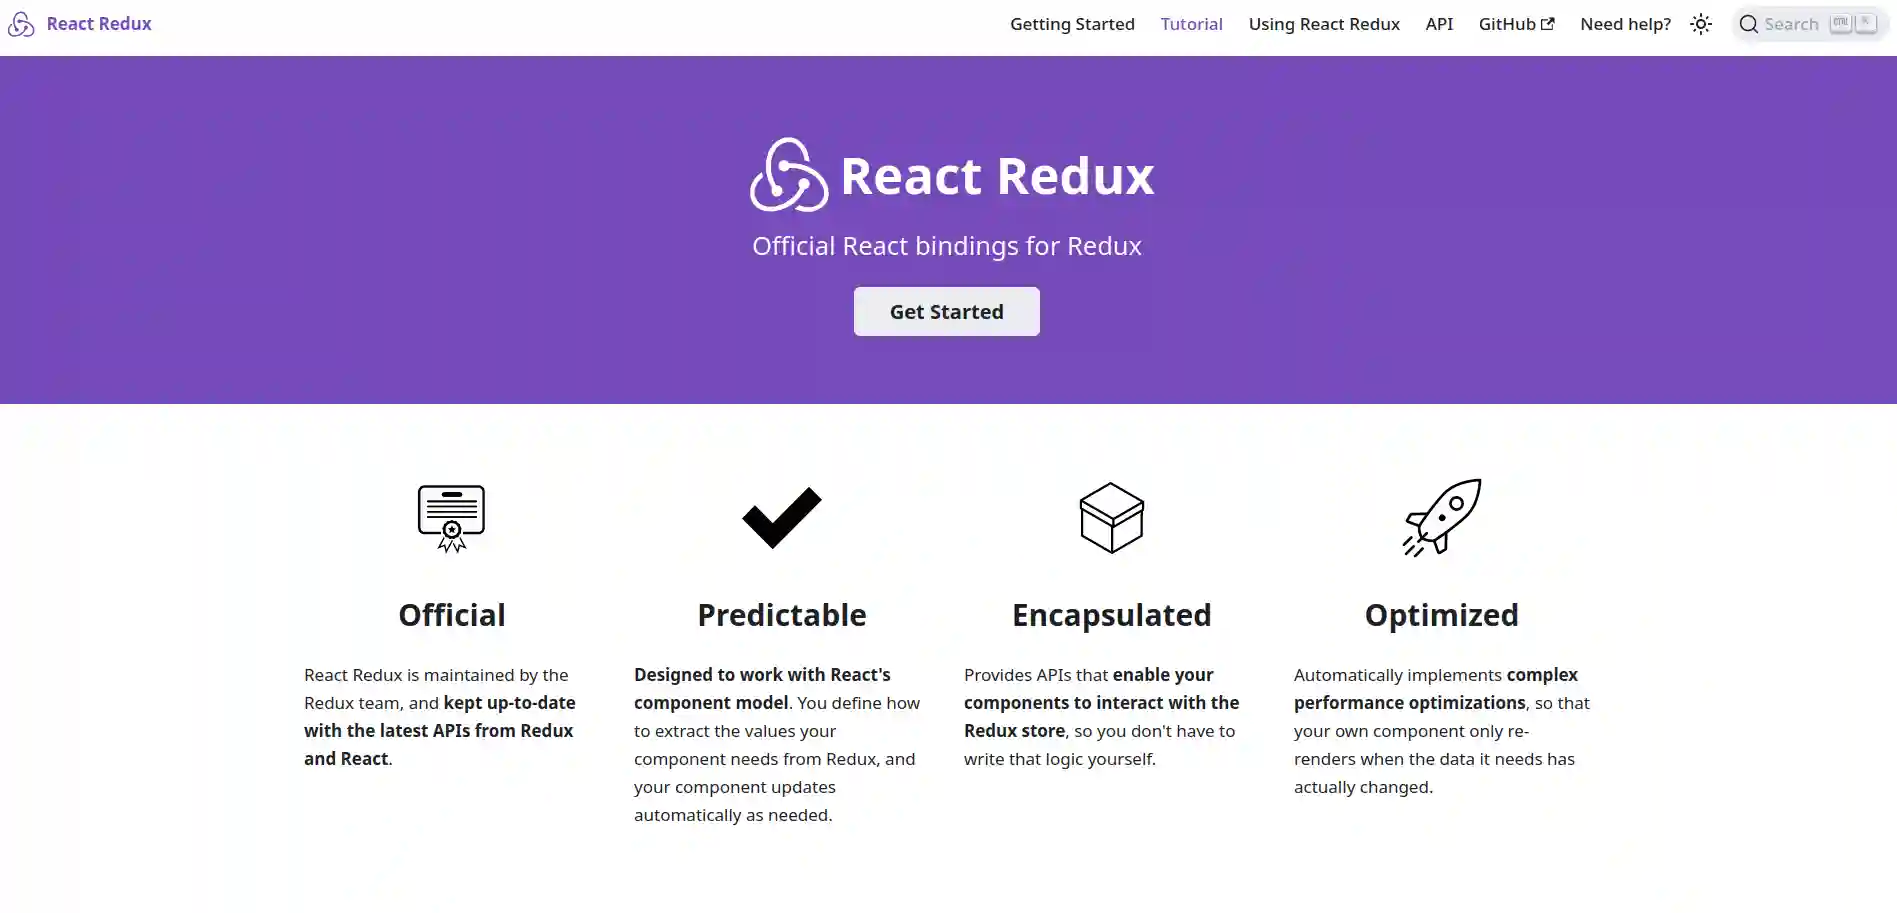 React Redux
Getting Started Tutorial Using React Redux API GitHub Need help? Search CTRL K
React Redux
Official React bindings for Redux
Get Started
Official
React Redux is maintained by the
Redux team, and kept up-to-date
with the latest APIs from Redux
and React.
Predictable
Designed to work with React's
component model. You define how
to extract the values your
component needs from Redux, and
your component updates
automatically as needed.
Encapsulated
Provides APIs that enable your
components to interact with the
Redux store, so you don't have to
write that logic yourself.
Optimized
Automatically implements complex
performance optimizations, so that
your own component only re-
renders when the data it needs has
actually changed.